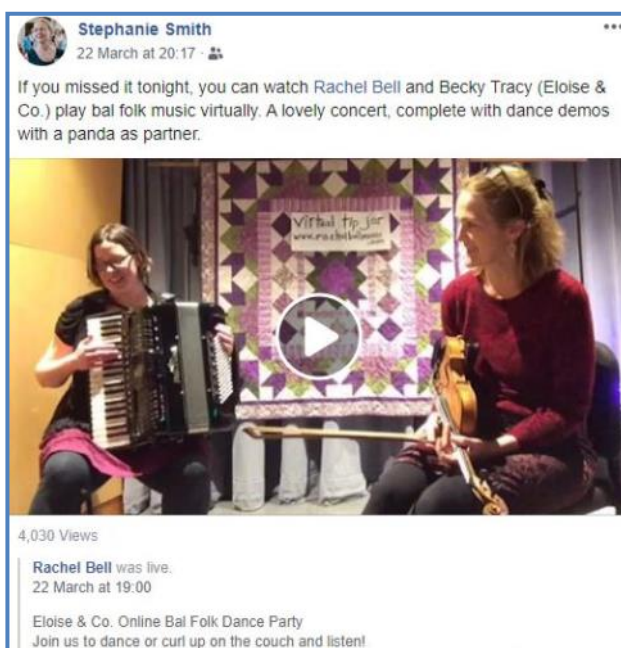 Stephanie Smith
22 March at 20:17 ·
If you missed it tonight, you can watch Rachel Bell and Becky Tracy (Eloise &
Co.) play bal folk music virtually. A lovely concert, complete with dance demos
with a panda as partner.
Virtual tip jar
www.rachelbellmusic
.com
4,030 Views
Rachel Bell was live.
22 March at 19:00
Eloise & Co. Online Bal Folk Dance Party
Join us to dance or curl up on the couch and listen!